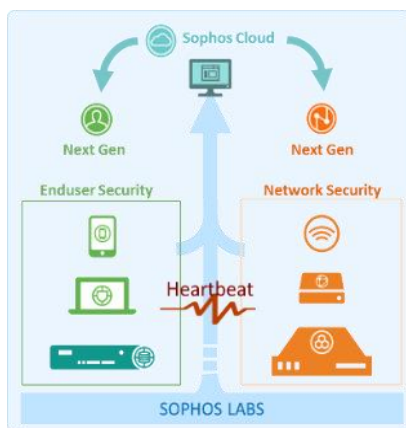 Sophos Cloud
Next Gen
Next Gen
Enduser Security
Network Security
Heartbeat
SOPHOS LABS